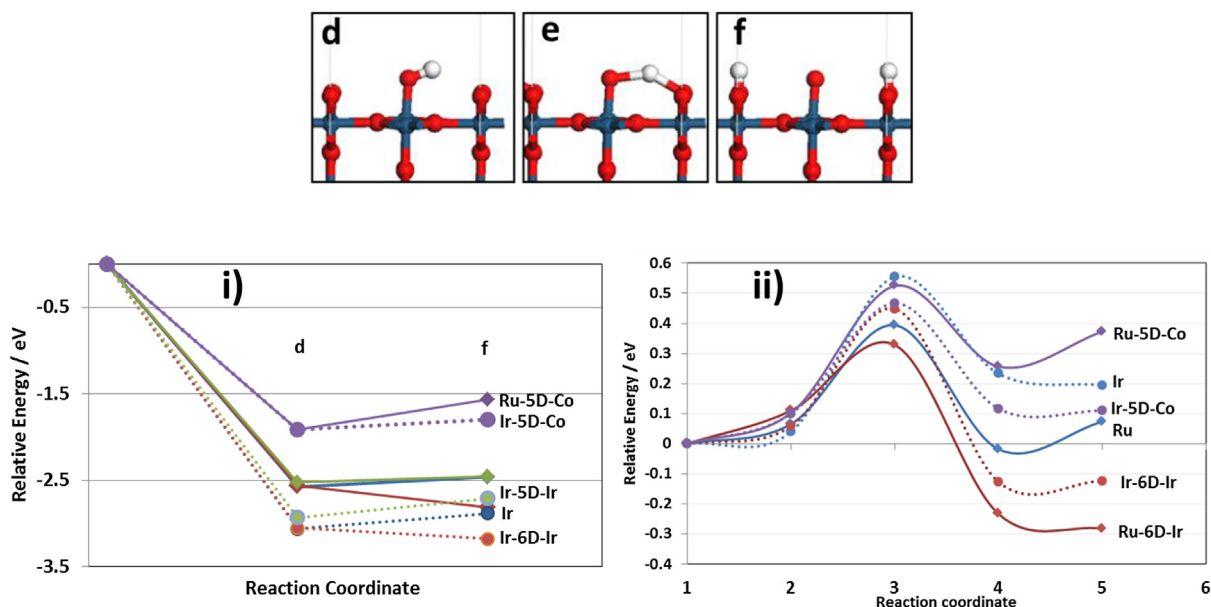 d e f
i)
Relative Energy / eV
-0.5
-1.5
-2.5
-3.5
d f
Ru-5D-Co
Ir-5D-Co
Ir-5D-Ir
Ir
Ir-6D-Ir
Reaction Coordinate
ii)
Relative Energy/ eV
0.6
0.5
0.4
0.3
0.2
0.1
0
-0.1
-0.2
-0.3
-0.4
Ru-5D-Co
Ir
Ir-5D-Co
Ru
Ir-6D-Ir
Ru-6D-Ir
1 2 3 4 5 6
Reaction coordinate